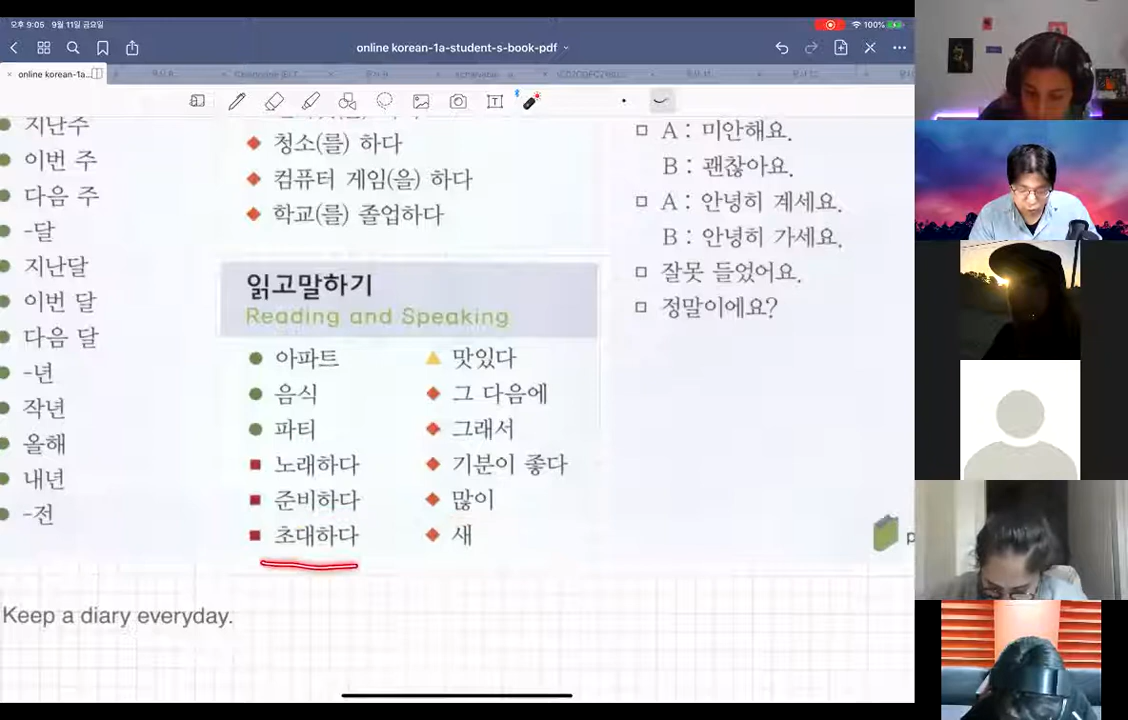 오후 9:05 9월 11일 금요일
100%
online korean-1a-student-s-book-pdf
online korean-1a...
지난주
이번 주
다음 주
-달
지난달
이번 달
다음 달
-년
작년
올해
내년
-전
청소(를) 하다
컴퓨터 게임(을) 하다
학교(를) 졸업하다
읽고말하기
Reading and Speaking
아파트
음식
파티
노래하다
준비하다
초대하다
맛있다
그 다음에
그래서
기분이 좋다
많이
새
A : 미안해요.
B : 괜찮아요.
A : 안녕히 계세요.
B : 안녕히 가세요.
잘못 들었어요.
정말이에요?
Keep a diary everyday.